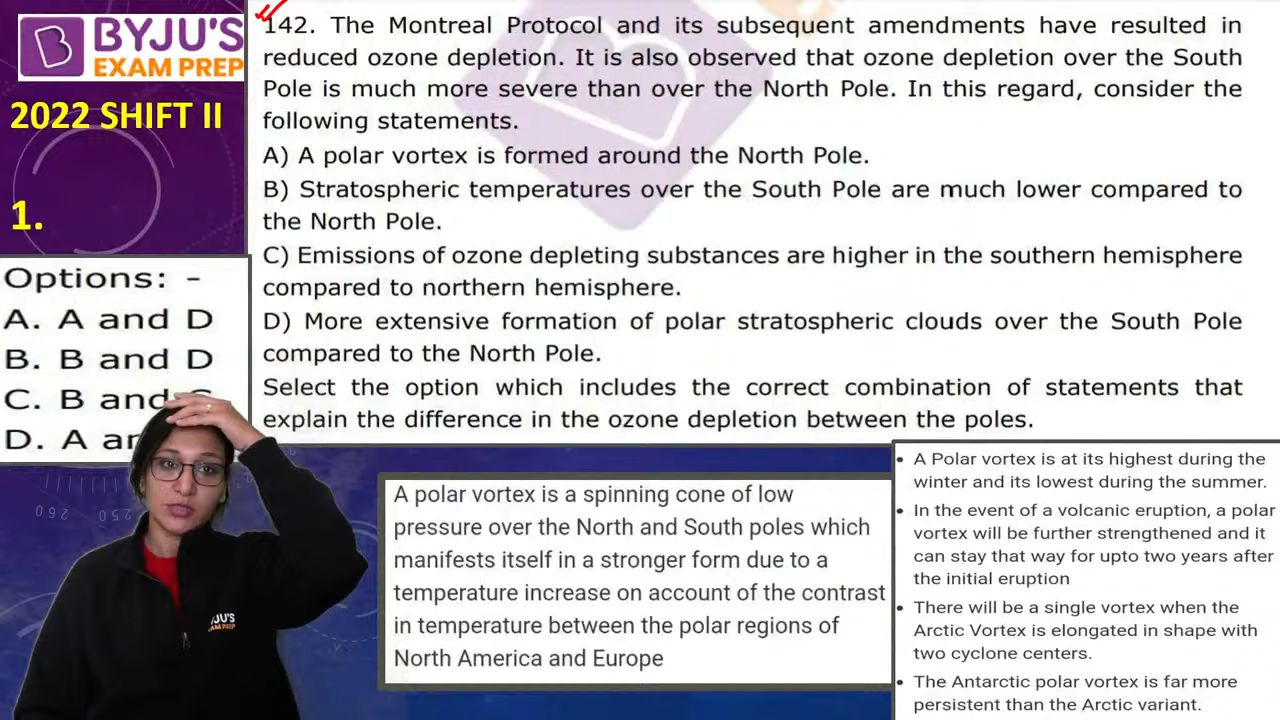 BYJU'S
EXAM PREP
2022 SHIFT II
1.
Options: -
A. A and D
B. B and D
C. B and
D. A
142. The Montreal Protocol and its subsequent amendments have resulted in
reduced ozone depletion. It is also observed that ozone depletion over the South
Pole is much more severe than over the North Pole. In this regard, consider the
following statements.
A) A polar vortex is formed around the North Pole.
B) Stratospheric temperatures over the South Pole are much lower compared to
the North Pole.
C) Emissions of ozone depleting substances are higher in the southern hemisphere
compared to northern hemisphere.
D) More extensive formation of polar stratospheric clouds over the South Pole
compared to the North Pole.
Select the option which includes the correct combination of statements that
explain the difference in the ozone depletion between the poles.
A polar vortex is a spinning cone of low
pressure over the North and South poles which
manifests itself in a stronger form due to a
temperature increase on account of the contrast
in temperature between the polar regions of
North America and Europe
• A Polar vortex is at its highest during the
winter and its lowest during the summer.
• In the event of a volcanic eruption, a polar
vortex will be further strengthened and it
can stay that way for upto two years after
the initial eruption
• There will be a single vortex when the
Arctic Vortex is elongated in shape with
two cyclone centers.
• The Antarctic polar vortex is far more
persistent than the Arctic variant.
260 250
EXAM PREP